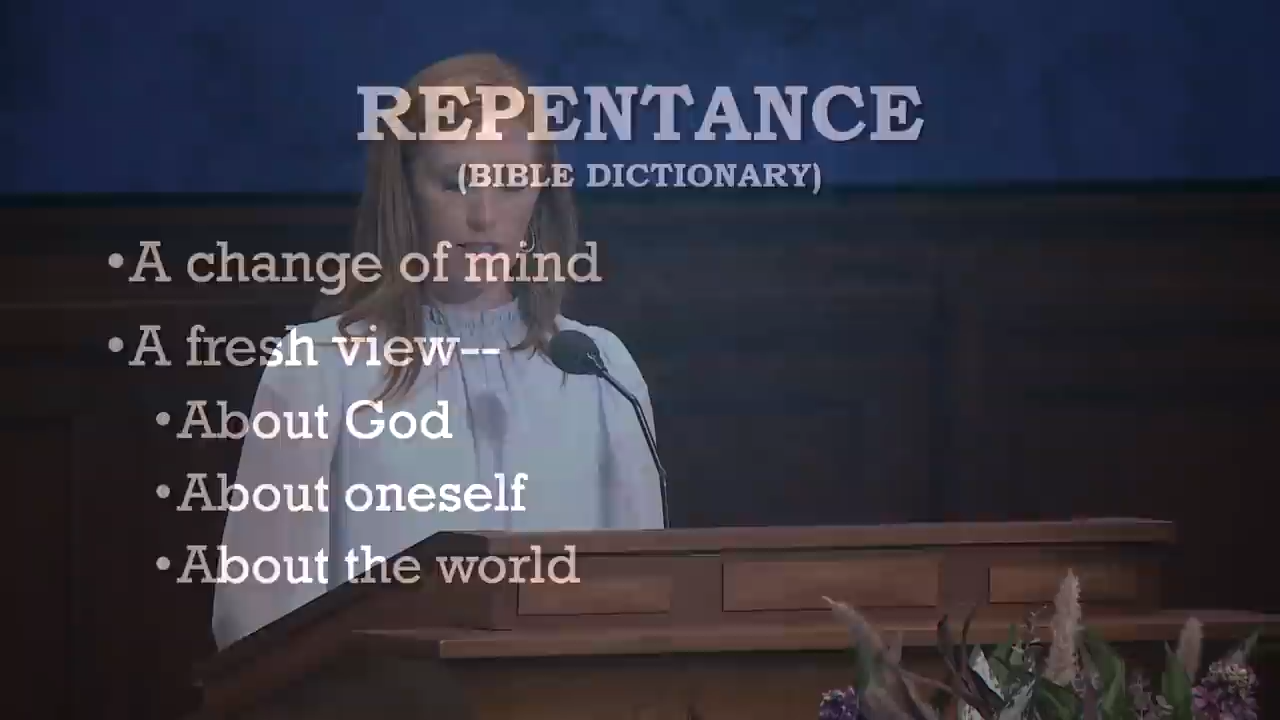 REPENTANCE
(BIBLE DICTIONARY)
•A change of mind
•A fresh view--
•About God
•About oneself
•About the world